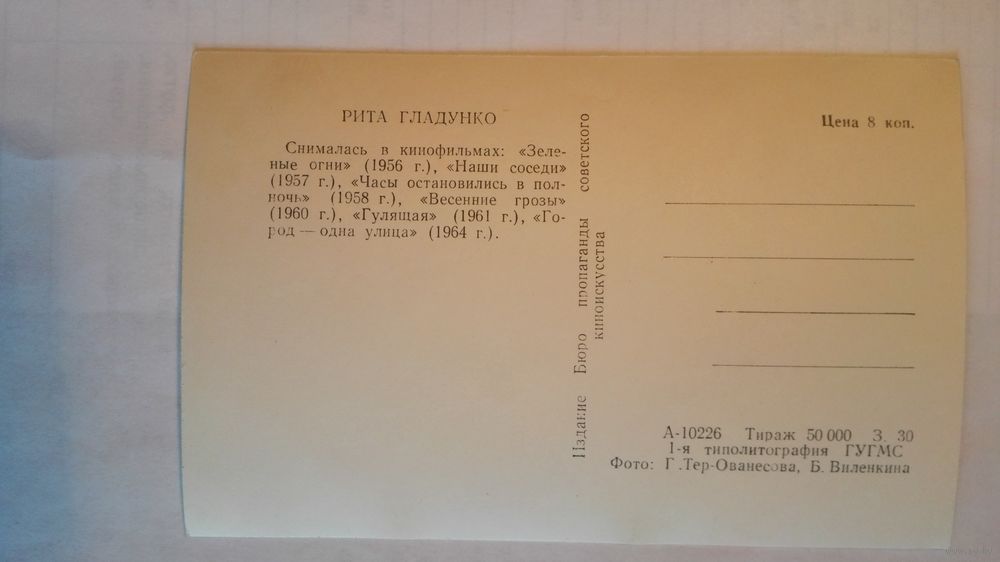 РИТА ГЛАДУНКО
Снималась в кинофильмах: «Зеле-
ные огни» (1956 г.), «Наши соседи»
(1957 г.), «Часы остановились в пол-
ночь» (1958 г.), «Весенние грозы»
(1960 г.), «Гулящая» (1961 г.), «Го-
род — одна улица» (1964 г.).
Издание Бюро пропаганды советского
киноискусства
Цена 8 коп.
А-10226 Тираж 50 000 З. 30
1-я типолитография ГУГМС
Фото: Г.Тер-Ованесова, Б. Виленкина